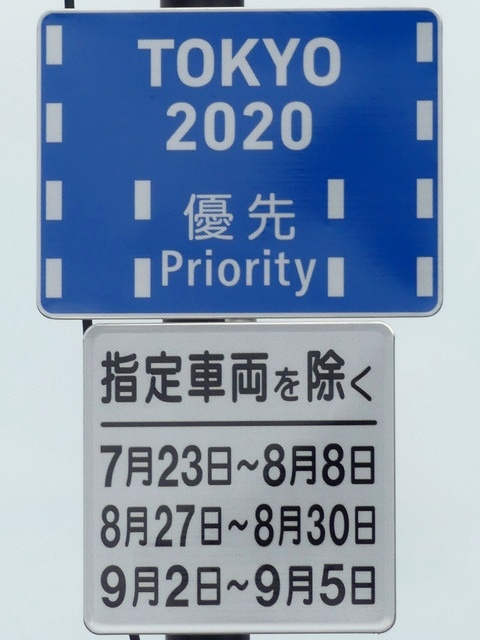 TOKYO
2020
優先
Priority
指定車両を除く
7月23日~8月8日
8月27日~8月30日
9月2日~9月5日